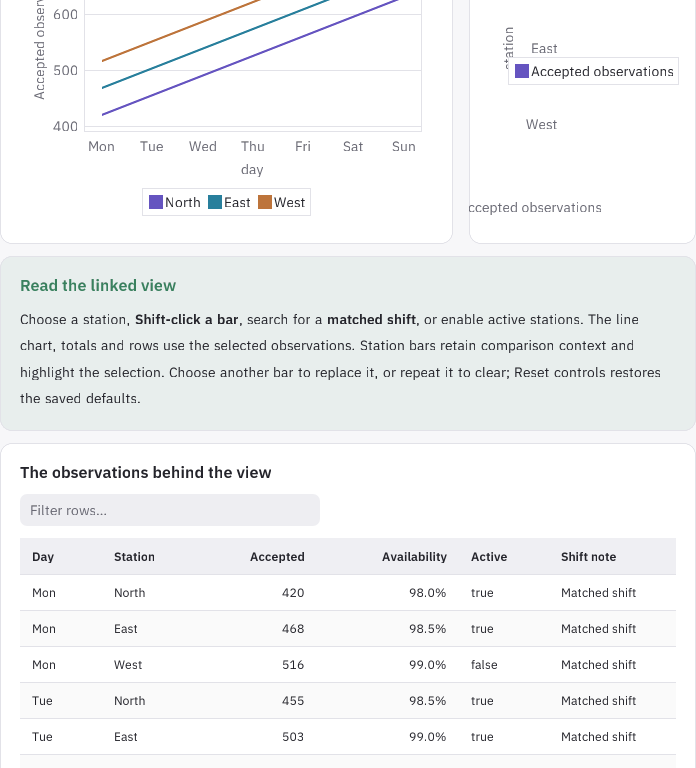 600
500
400
Accepted obser
Mon Tue Wed Thu Fri Sat Sun
day
North East West
station
East
Accepted observations
West
ccepted observations
Read the linked view
Choose a station, Shift-click a bar, search for a matched shift, or enable active stations. The line
chart, totals and rows use the selected observations. Station bars retain comparison context and
highlight the selection. Choose another bar to replace it, or repeat it to clear; Reset controls restores
the saved defaults.
The observations behind the view
Filter rows...
Day Station Accepted Availability Active Shift note
Mon North 420 98.0% true Matched shift
Mon East 468 98.5% true Matched shift
Mon West 516 99.0% false Matched shift
Tue North 455 98.5% true Matched shift
Tue East 503 99.0% true Matched shift